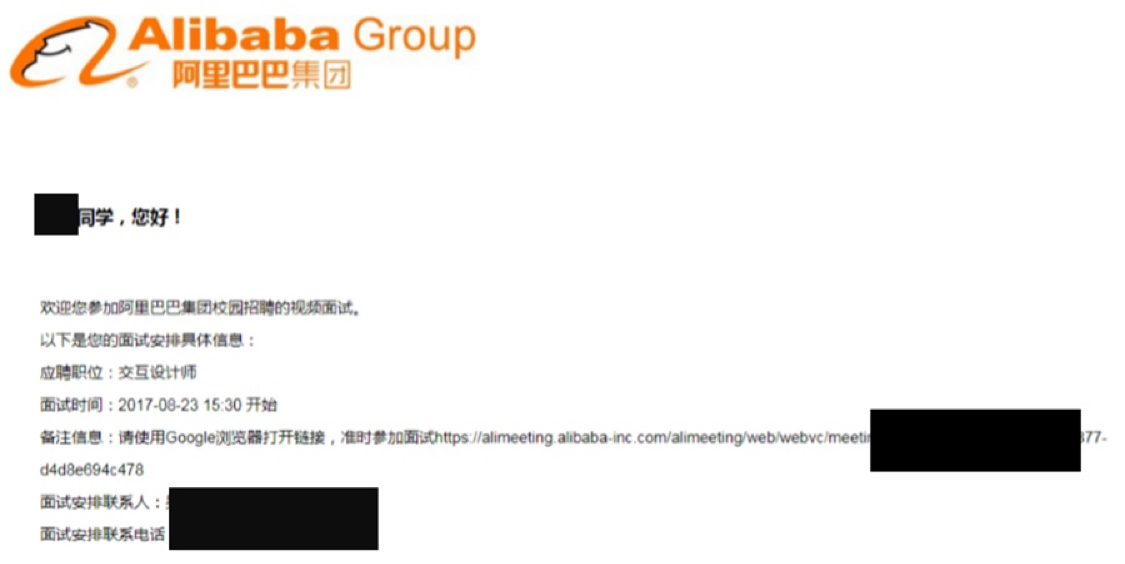 Alibaba Group
阿里巴巴集团
同学，您好！
欢迎您参加阿里巴巴集团校园招聘的视频面试。
以下是您的面试安排具体信息：
应聘职位：交互设计师
面试时间：2017-08-23 15:30 开始
备注信息：请使用Google浏览器打开链接，准时参加面试https://alimeeting.alibaba-inc.com/alimeeting/web/webvc/meetin 377-
d4d8e694c478
面试安排联系人：
面试安排联系电话